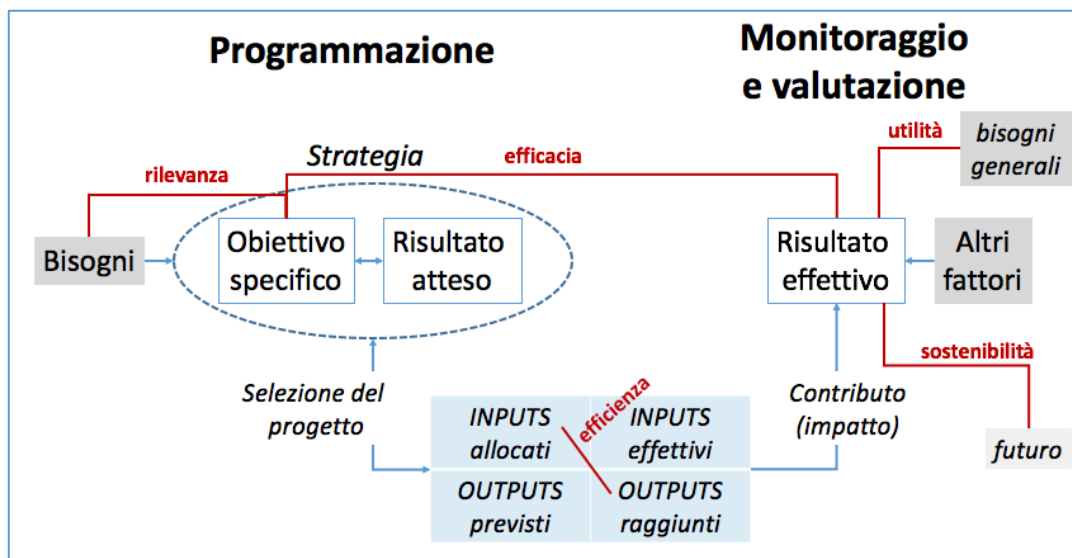 Programmazione
Monitoraggio
e valutazione
utilità
bisogni
generali
Strategia
efficacia
rilevanza
Bisogni
Obiettivo
specifico
Risultato
atteso
Risultato
effettivo
Altri
fattori
sostenibilità
Selezione del
progetto
Contributo
(impatto)
efficienza
INPUTS
allocati
INPUTS
effettivi
futuro
OUTPUTS
previsti
OUTPUTS
raggiunti